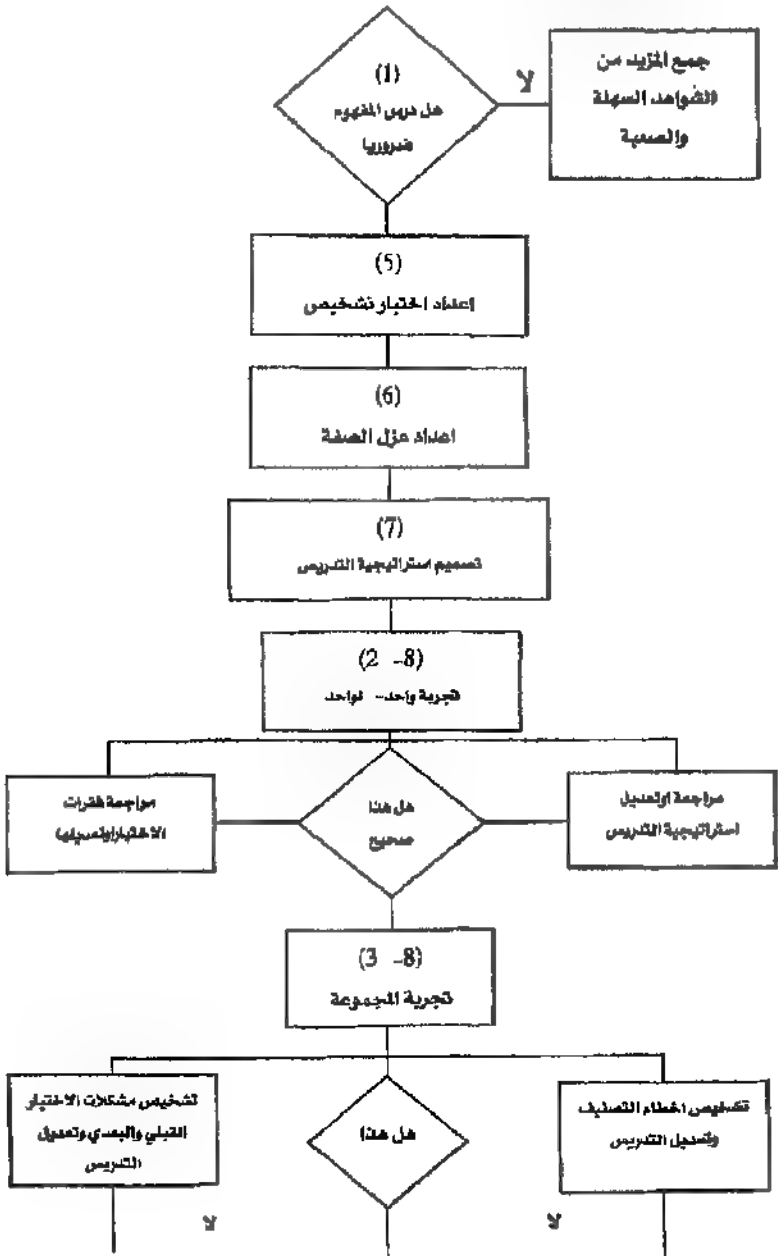 (1)
هل درس المفهوم
ضروريا
لا
جمع المزيد من
الشواهد السهلة
والصعبة
(5)
اعداد اختبار تشخيص
(6)
اعداد عزل الصفة
(7)
تصميم استراتيجية التدريس
(2 -8)
تجربة واحد- لواحد
مراجعة اوتعديل
استراتيجية التدريس
هل هذا
صحيح
مراجعة فقرات
الاختبار وتعديلها
(3 -8)
تجربة المجموعة
تشخيص اخطاء التصنيف
وتعديل التدريس
هل هذا
تشخيص مشكلات الاختبار
القبلي والبعدي وتعديل
التدريس
لا
لا